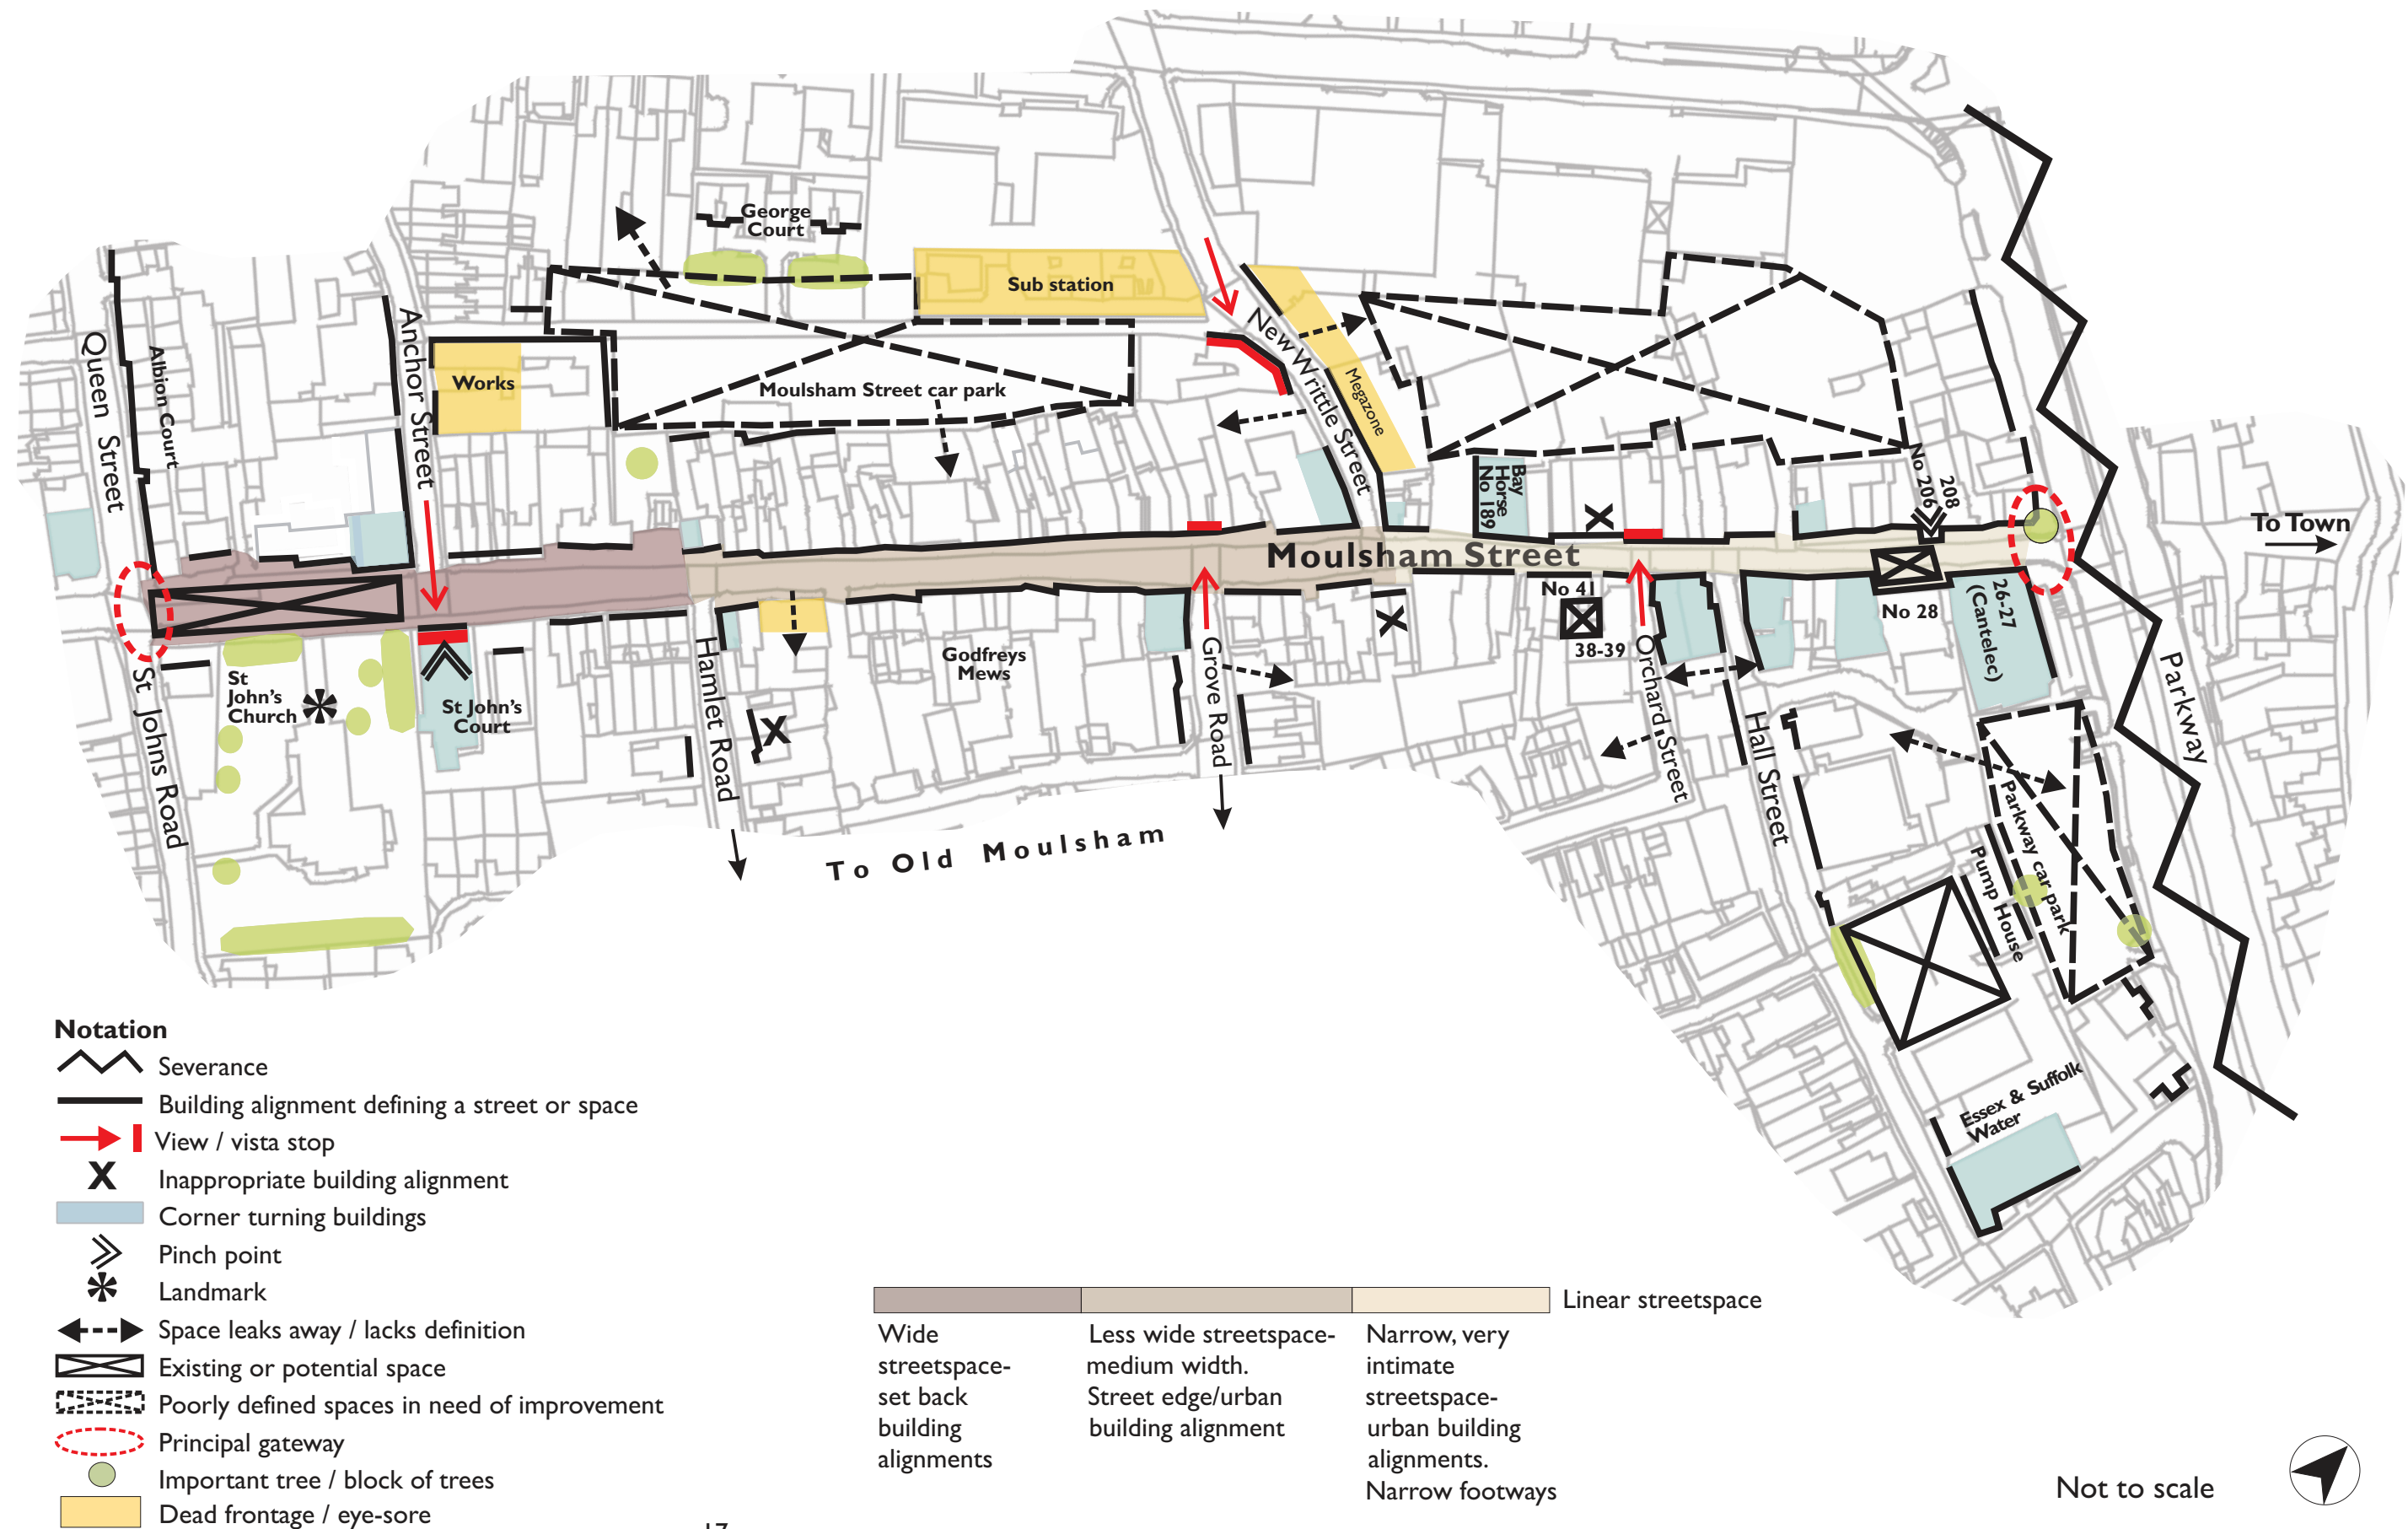 George
Court
Sub station
Queen Street
Albion Court
Anchor Street
Works
Moulsham Street car park
New Writtle Street
Megazone
Bay
Horse
No 189
No 206
208
To Town
Moulsham Street
No 41
38-39
No 28
26-27
(Cantelec)
St Johns Road
St
John's
Church
St John's
Court
Hamlet Road
Godfreys
Mews
Grove Road
Orchard Street
Hall Street
Parkway
Parkway car park
Pump House
To Old Moulsham
Essex & Suffolk
Water
Notation
Severance
Building alignment defining a street or space
View / vista stop
X Inappropriate building alignment
Corner turning buildings
Pinch point
Landmark
Space leaks away / lacks definition
Existing or potential space
Poorly defined spaces in need of improvement
Principal gateway
Important tree / block of trees
Dead frontage / eye-sore
Linear streetspace
Wide
streetspace-
set back
building
alignments
Less wide streetspace-
medium width.
Street edge/urban
building alignment
Narrow, very
intimate
streetspace-
urban building
alignments.
Narrow footways
Not to scale
17